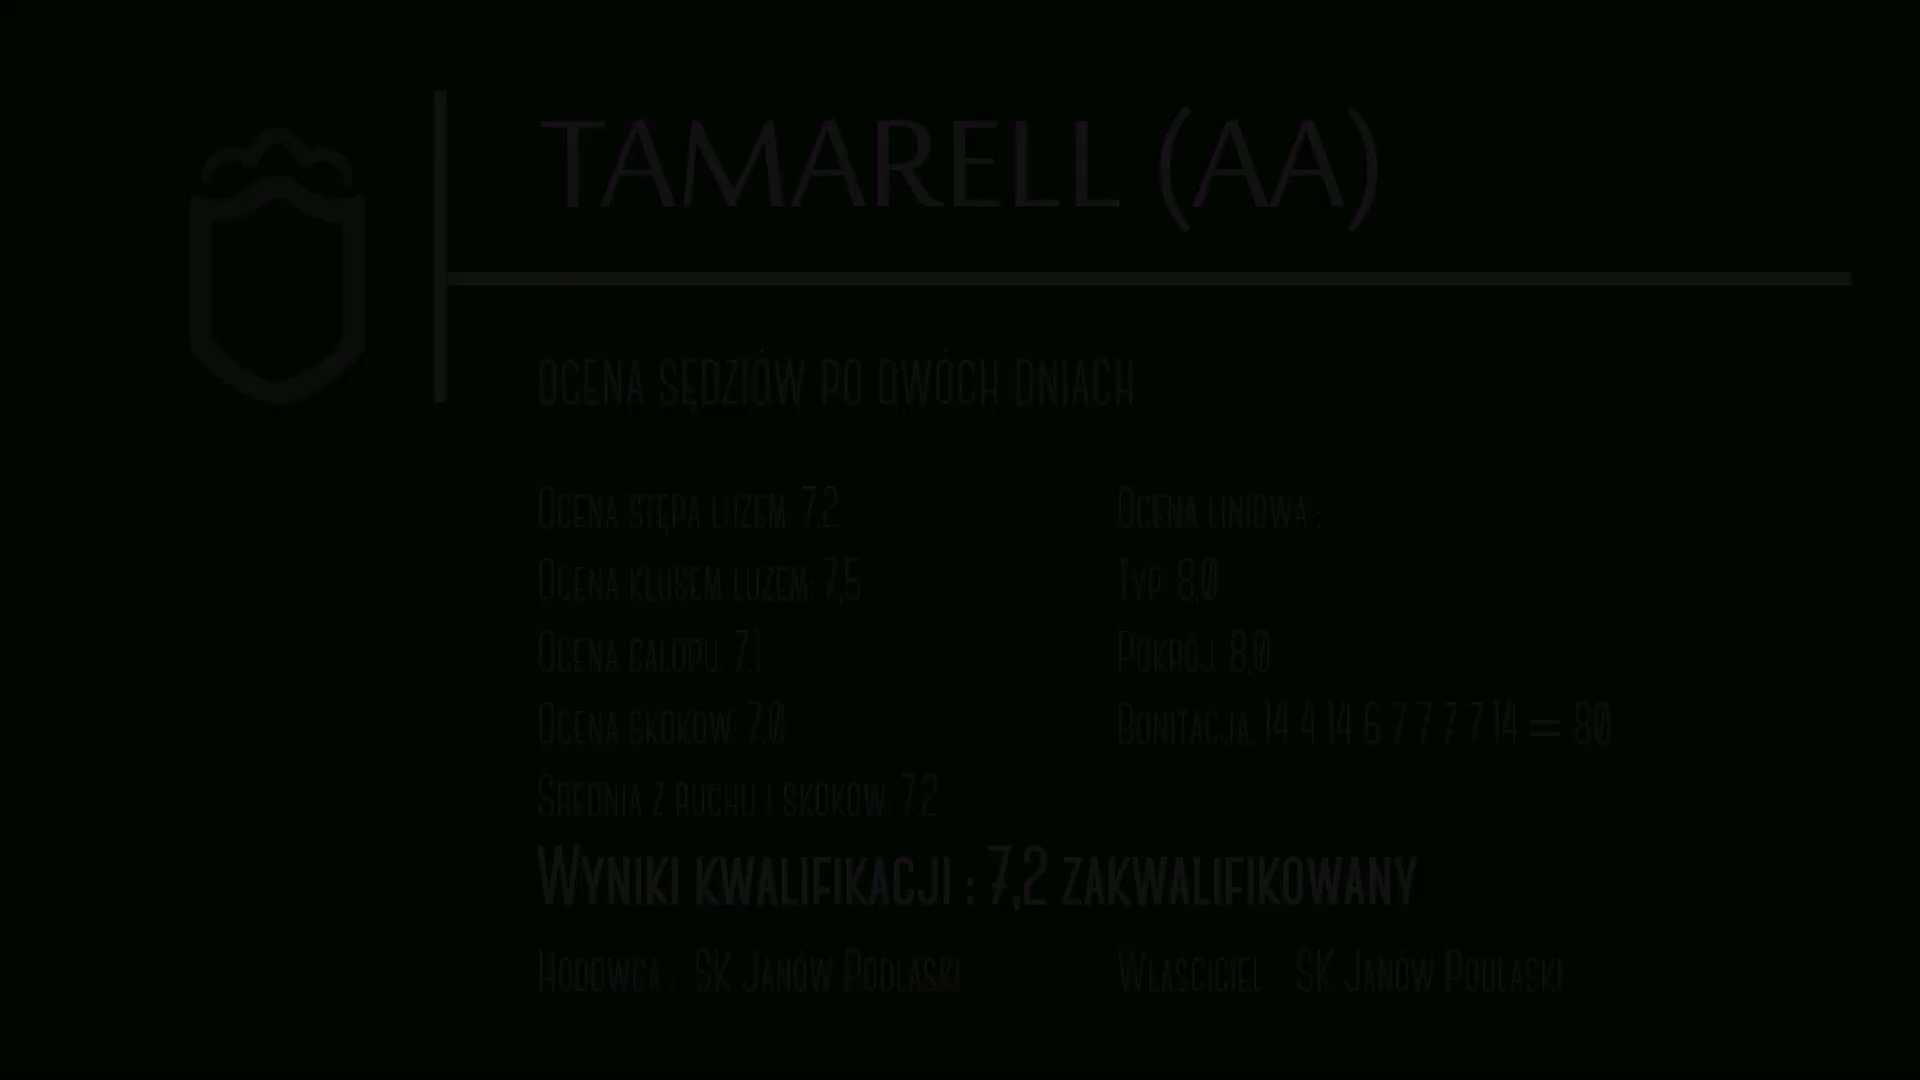 TAMARELL (AA)
OCENA SĘDZIÓW PO DWÓCH DNIACH
Ocena stępa luzem: 7.2
Ocena kłusem luzem: 7,5
Ocena galopu: 7.1
Ocena skoków: 7.0
Średnia z ruchu i skoków: 7,2
Ocena liniowa :
Typ: 8,0
Pokrój: 8,0
Bonitacja: 14 4 14 6 7 7 7 7 14 = 80
Wyniki kwalifikacji : 7,2 zakwalifikowany
Hodowca : SK Janów Podlaski
Właściciel : SK Janów Podlaski